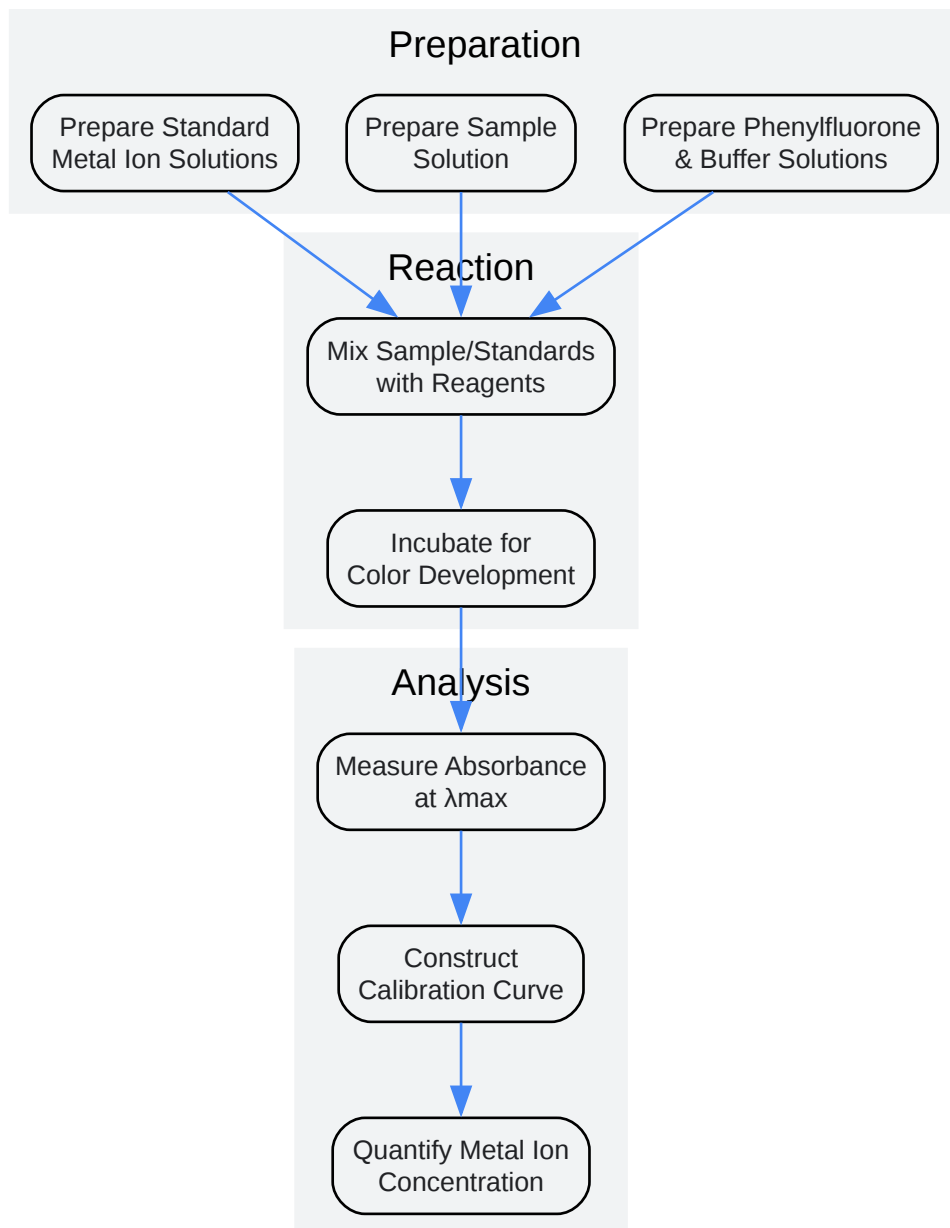 Preparation
Prepare Standard
Metal Ion Solutions
Prepare Sample
Solution
Prepare Phenylfluorone
& Buffer Solutions
Reaction
Mix Sample/Standards
with Reagents
Incubate for
Color Development
Analysis
Measure Absorbance
at λmax
Construct
Calibration Curve
Quantify Metal Ion
Concentration